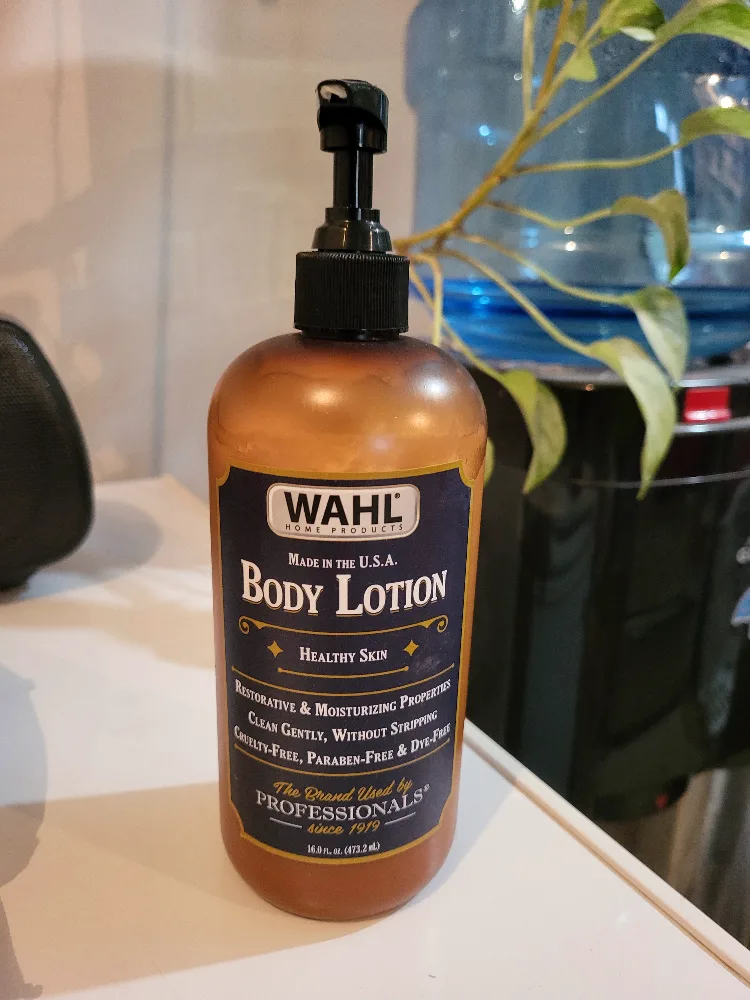 WAHL®
HOME PRODUCTS
MADE IN THE U.S.A.
BODY LOTION
HEALTHY SKIN
RESTORATIVE & MOISTURIZING PROPERTIES
CLEAN GENTLY, WITHOUT STRIPPING
CRUELTY-FREE, PARABEN-FREE & DYE-FREE
The Brand Used by
PROFESSIONALS®
since 1919
16.0 FL. OZ. (473.2 mL)